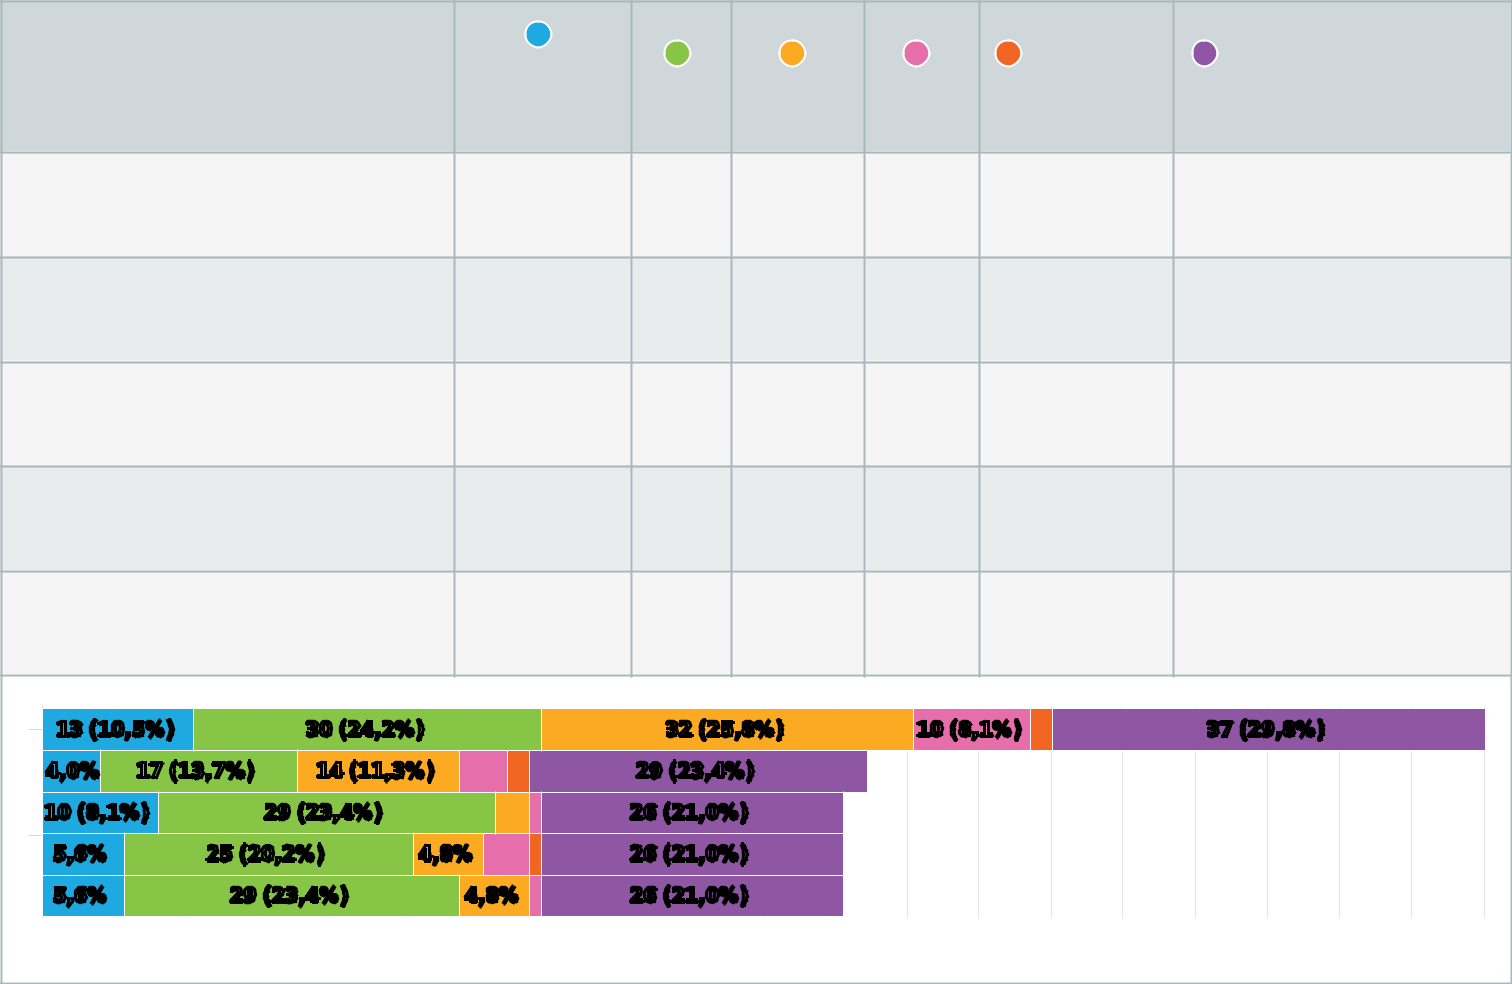 13 (10,5%) 30 (24,2%) 32 (25,8%) 10 (8,1%) 37 (29,8%)
4,0% 17 (13,7%) 14 (11,3%) 29 (23,4%)
10 (8,1%) 29 (23,4%) 26 (21,0%)
5,6% 25 (20,2%) 4,8% 26 (21,0%)
5,6% 29 (23,4%) 4,8% 26 (21,0%)